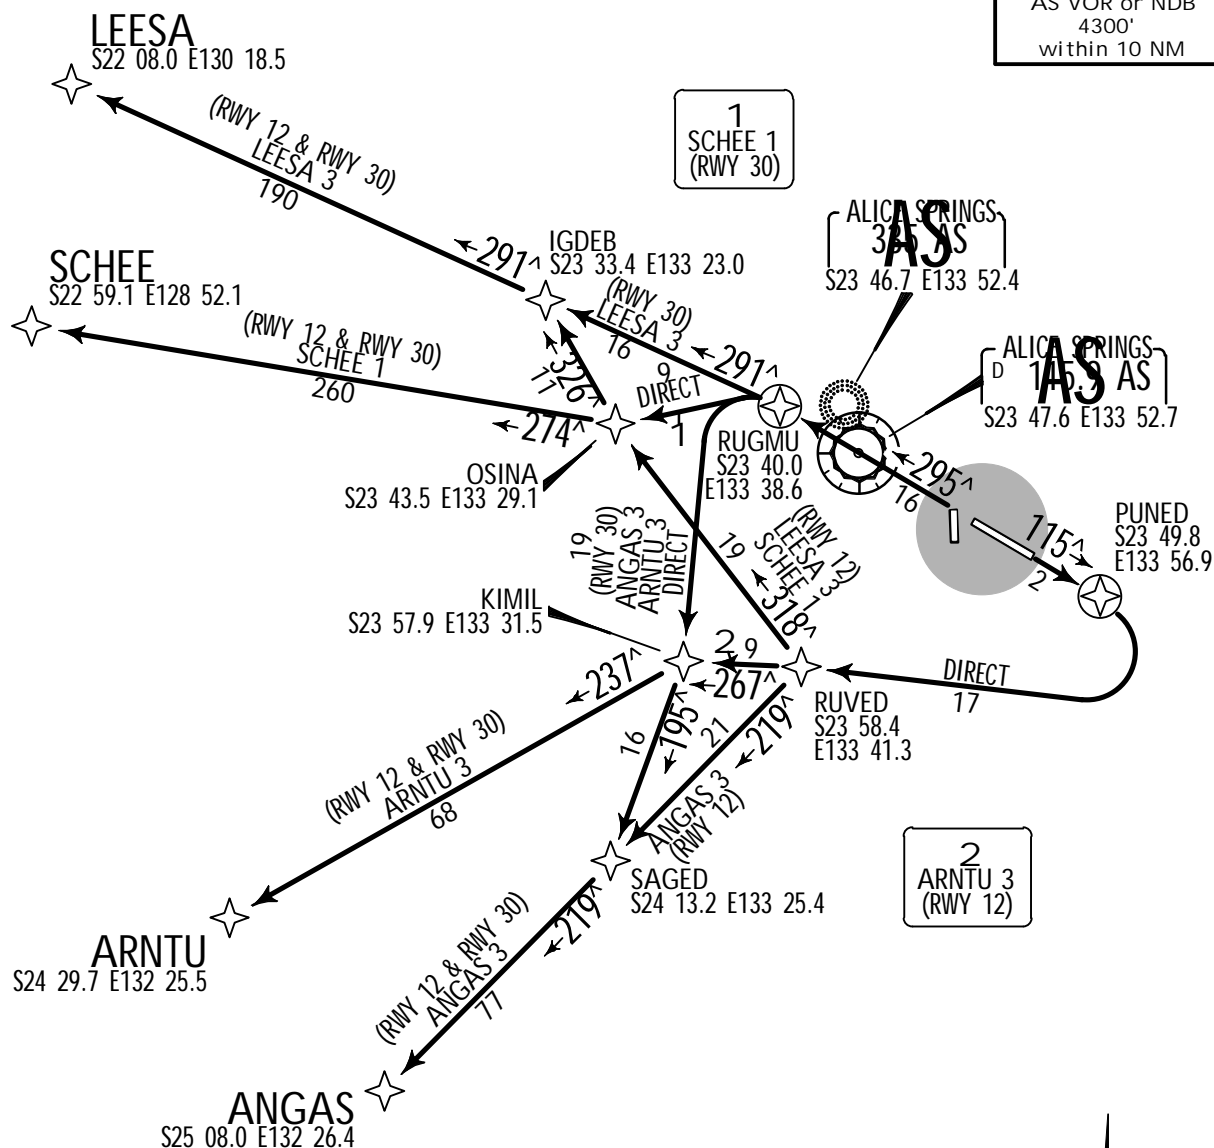 AS VOR or NDB
4300'
within 10 NM
LEESA
S22 08.0 E130 18.5
(RWY 12 & RWY 30)
LEESA 3
190
1
SCHEE 1
(RWY 30)
ALICE SPRINGS
AS
AS
S23 46.7 E133 52.4
291^
IGDEB
S23 33.4 E133 23.0
SCHEE
S22 59.1 E128 52.1
(RWY 12 & RWY 30)
SCHEE 1
260
274^
(RWY 30)
LEESA 3
16
291^
326^
11
9
DIRECT
1
ALICE SPRINGS
D
AS
AS
S23 47.6 E133 52.7
RUGMU
S23 40.0
E133 38.6
OSINA
S23 43.5 E133 29.1
295^
16
115^
2
PUNED
S23 49.8
E133 56.9
19
(RWY 30)
ANGAS 3
ARNTU 3
DIRECT
19
(RWY 12)
LEESA 3
SCHEE 1
318^
KIMIL
S23 57.9 E133 31.5
2
9
267^
DIRECT
17
RUVED
S23 58.4
E133 41.3
237^
195^
16
21
219^
(RWY 12 & RWY 30)
ARNTU 3
68
ANGAS 3
(RWY 12)
SAGED
S24 13.2 E133 25.4
2
ARNTU 3
(RWY 12)
219^
ARNTU
S24 29.7 E132 25.5
(RWY 12 & RWY 30)
ANGAS 3
77
ANGAS
S25 08.0 E132 26.4